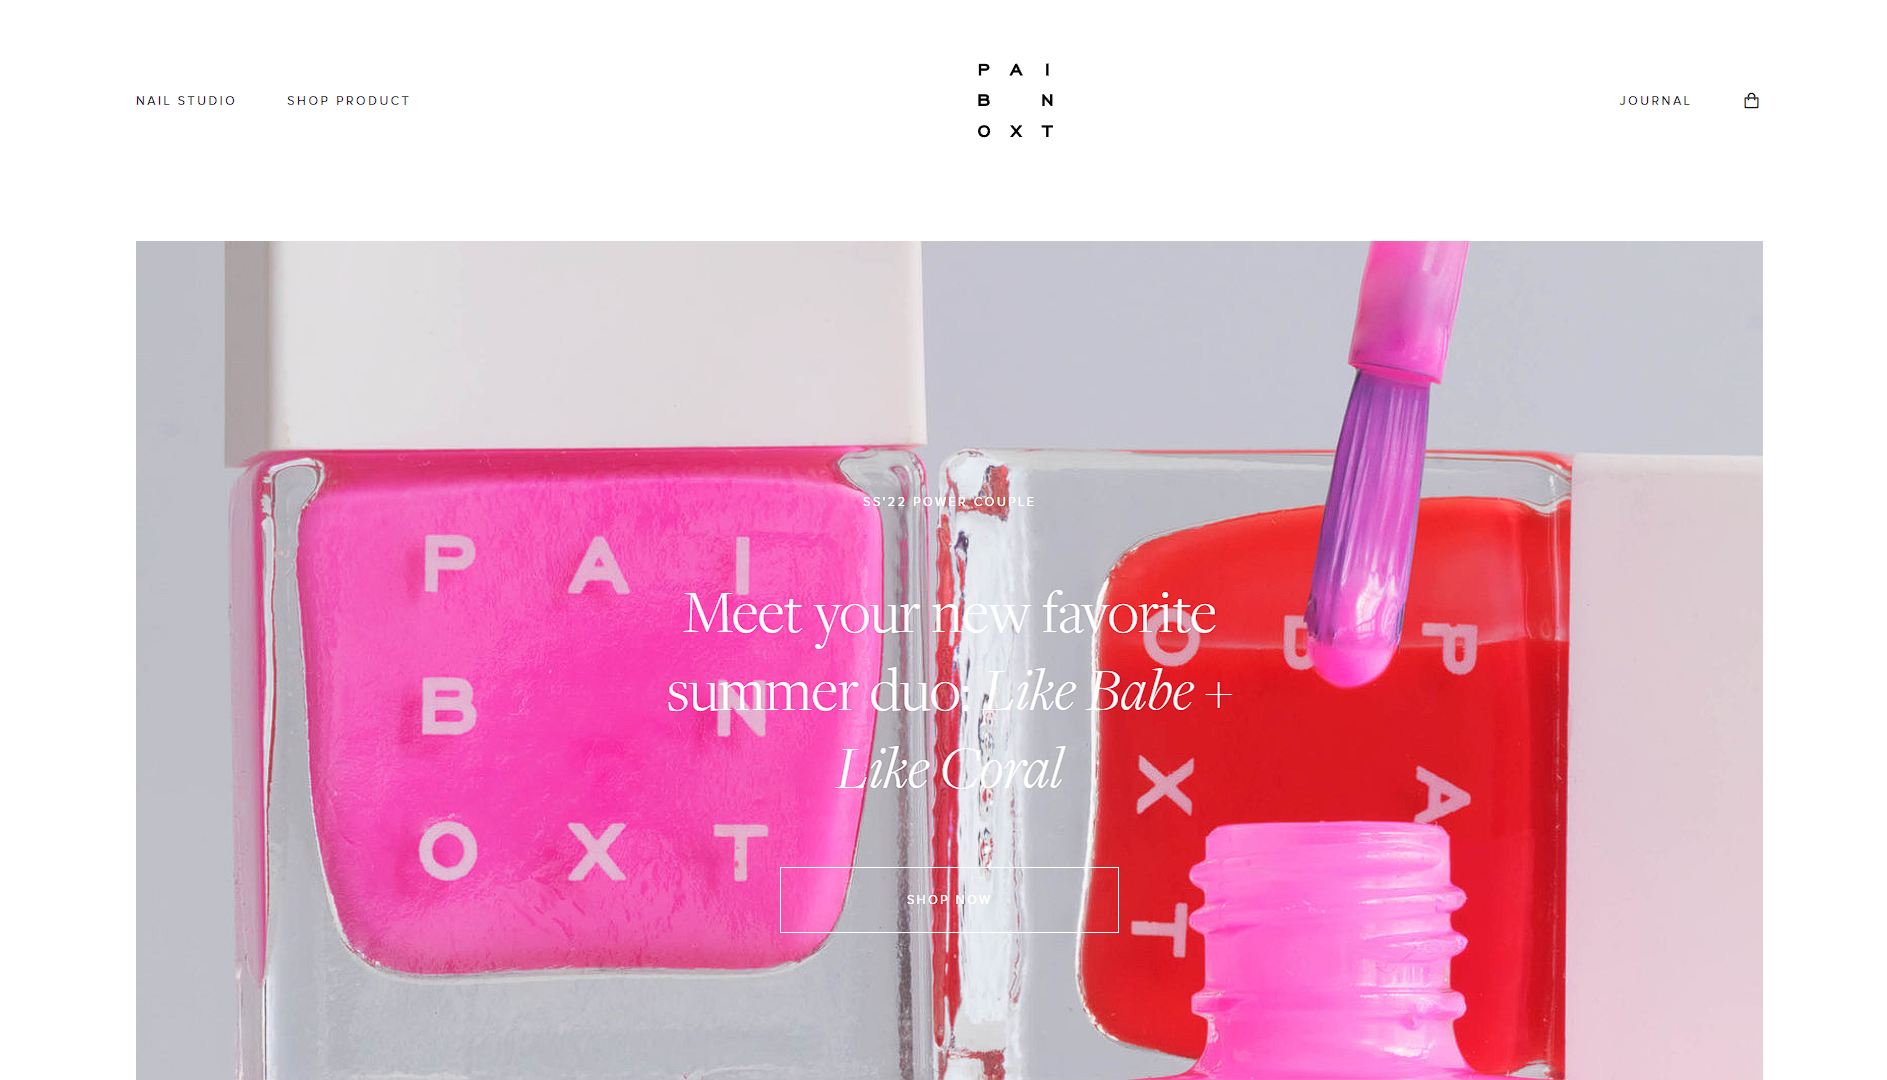 P A I
NAIL STUDIO SHOP PRODUCT B N JOURNAL
O X T
SS'22 POWER COUPLE
P A I
B N
O X T
Meet your new favorite
summer duo: Like Babe +
Like Coral
O B P
X A
T
SHOP NOW